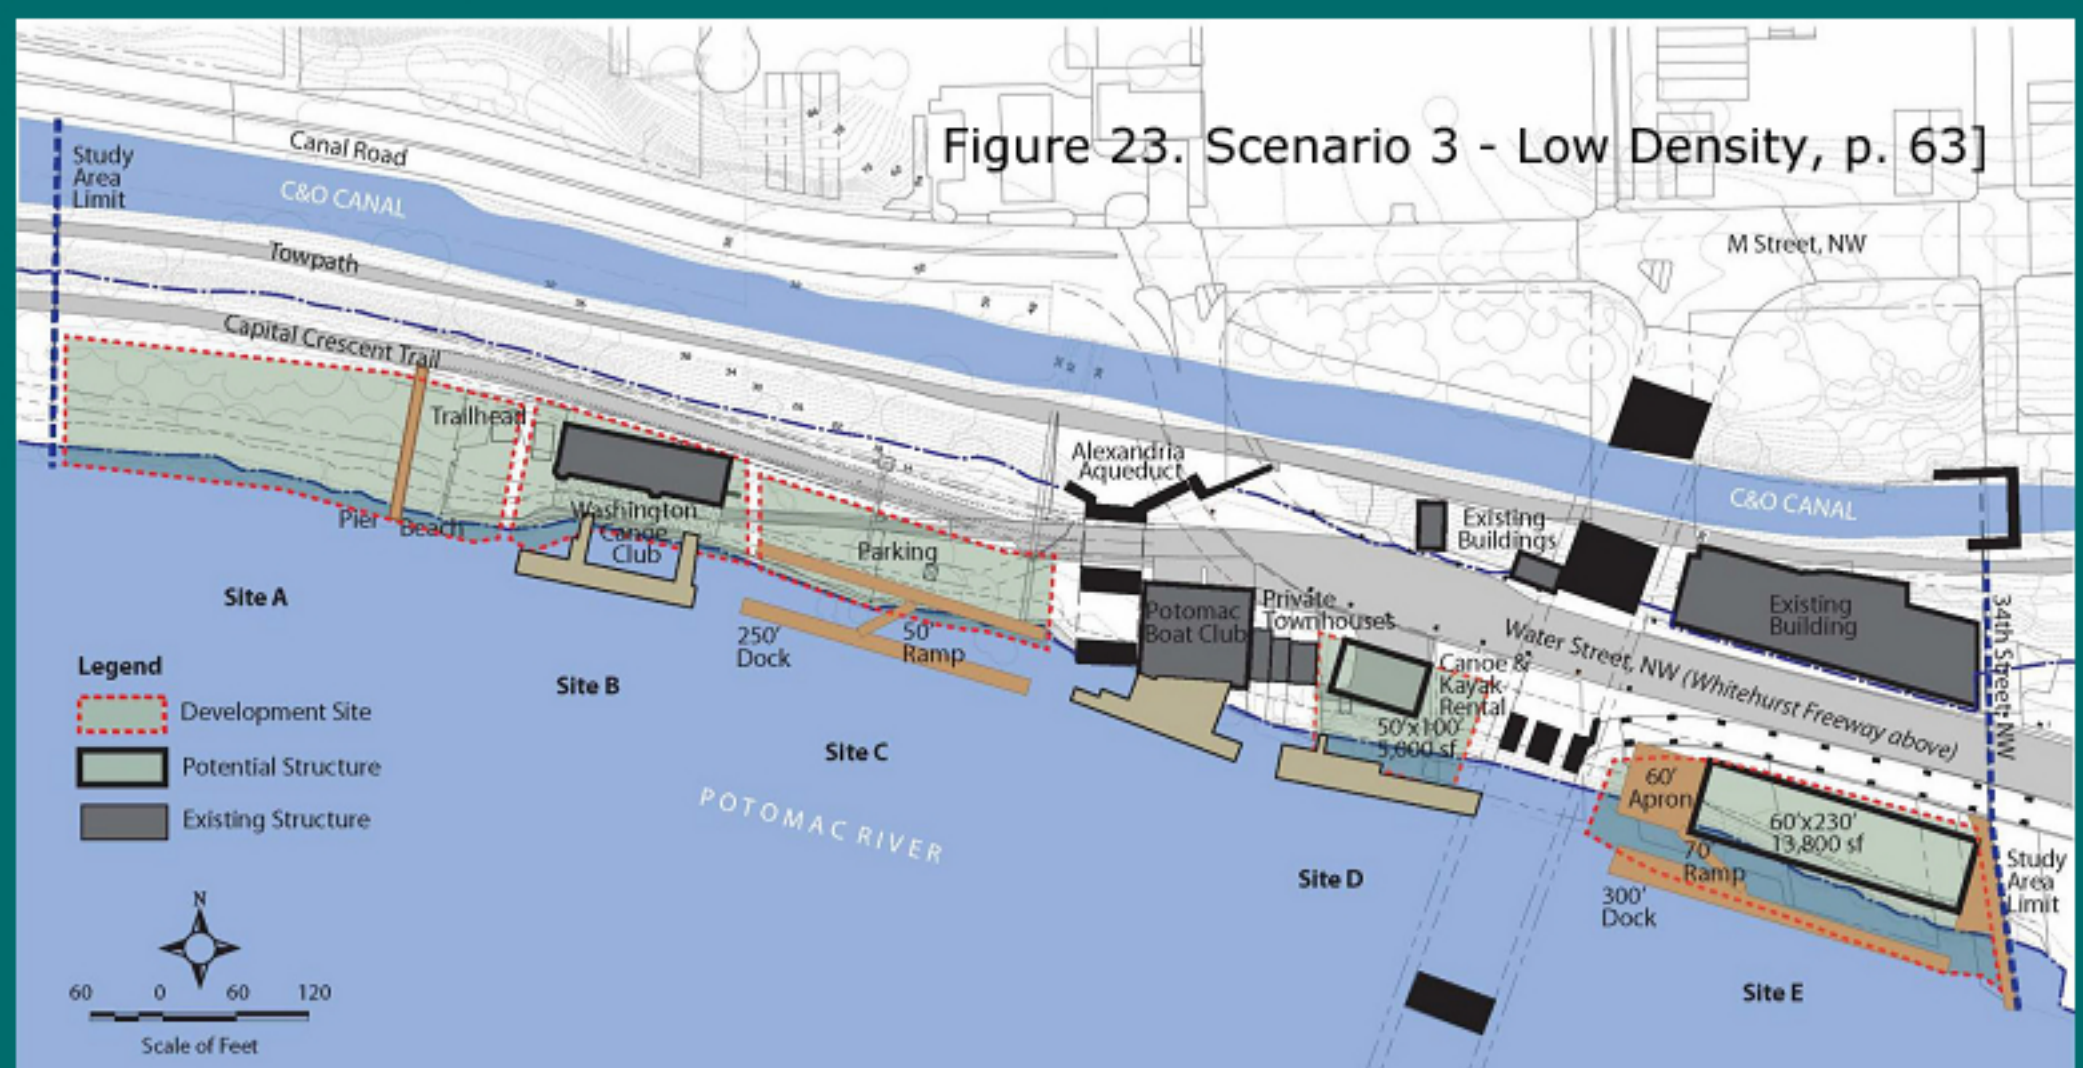 Figure 23. Scenario 3 - Low Density, p. 63]
Canal Road
Study
Area
Limit
C&O CANAL
M Street, NW
Towpath
Capital Crescent Trail
Trailhead
Alexandria
Aqueduct
C&O CANAL
Existing
Buildings
Washington
Canoe
Club
Pier
Beach
Parking
Existing
Building
34th Street, NW
Potomac
Boat Club
Private
Townhouses
Water Street, NW (Whitehurst Freeway above)
Site A
250'
Dock
50'
Ramp
Canoe &
Kayak
Rental
50'x100'
5,000 sf
Site B
Site C
60'
Apron
60'x230'
13,800 sf
70'
Ramp
300'
Dock
Study
Area
Limit
Site D
Site E
POTOMAC RIVER
Legend
Development Site
Potential Structure
Existing Structure
N
60 0 60 120
Scale of Feet